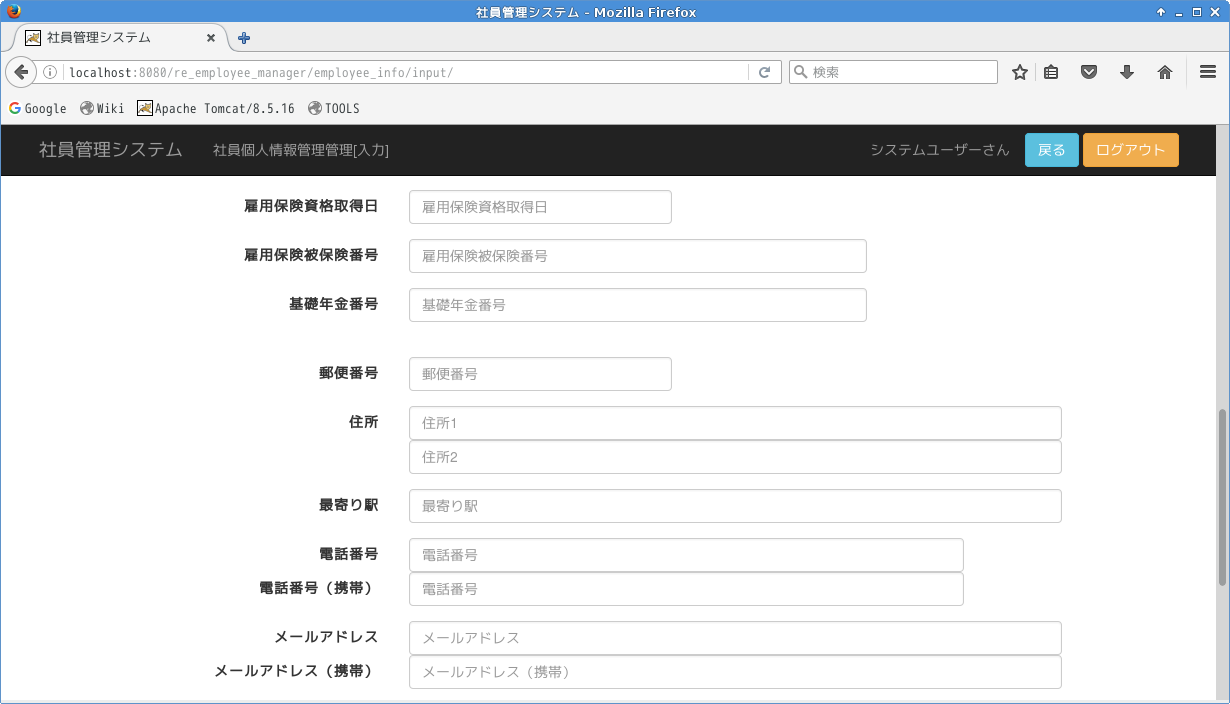 社員管理システム - Mozilla Firefox
社員管理システム
localhost:8080/re_employee_manager/employee_info/input/
検索
Google Wiki Apache Tomcat/8.5.16 TOOLS
社員管理システム 社員個人情報管理管理[入力] システムユーザーさん 戻る ログアウト
雇用保険資格取得日 雇用保険資格取得日
雇用保険被保険番号 雇用保険被保険番号
基礎年金番号 基礎年金番号
郵便番号 郵便番号
住所 住所1
住所2
最寄り駅 最寄り駅
電話番号 電話番号
電話番号（携帯） 電話番号
メールアドレス メールアドレス
メールアドレス（携帯） メールアドレス（携帯）